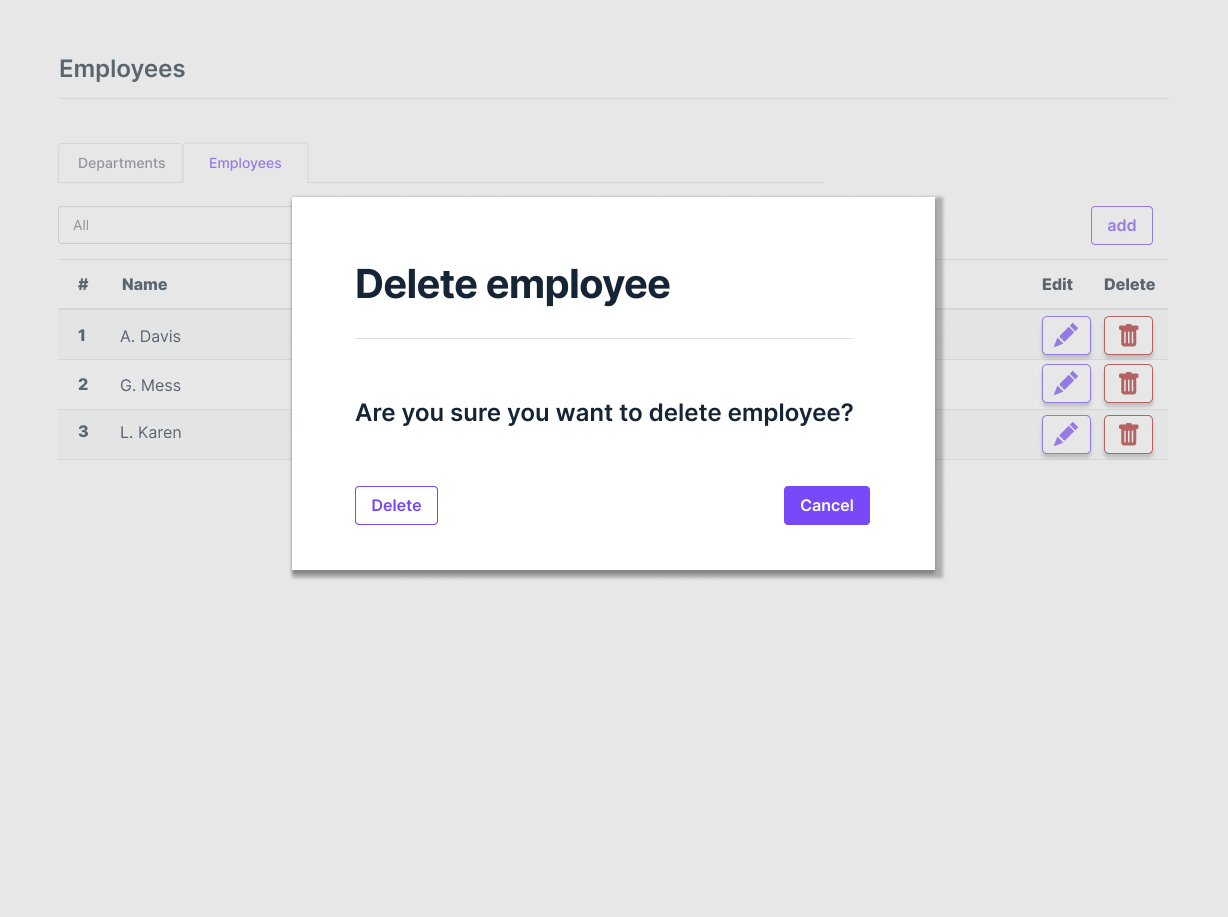 Employees
Departments Employees
All add
# Name Edit Delete
1 A. Davis
2 G. Mess
3 L. Karen
Delete employee
Are you sure you want to delete employee?
Delete Cancel